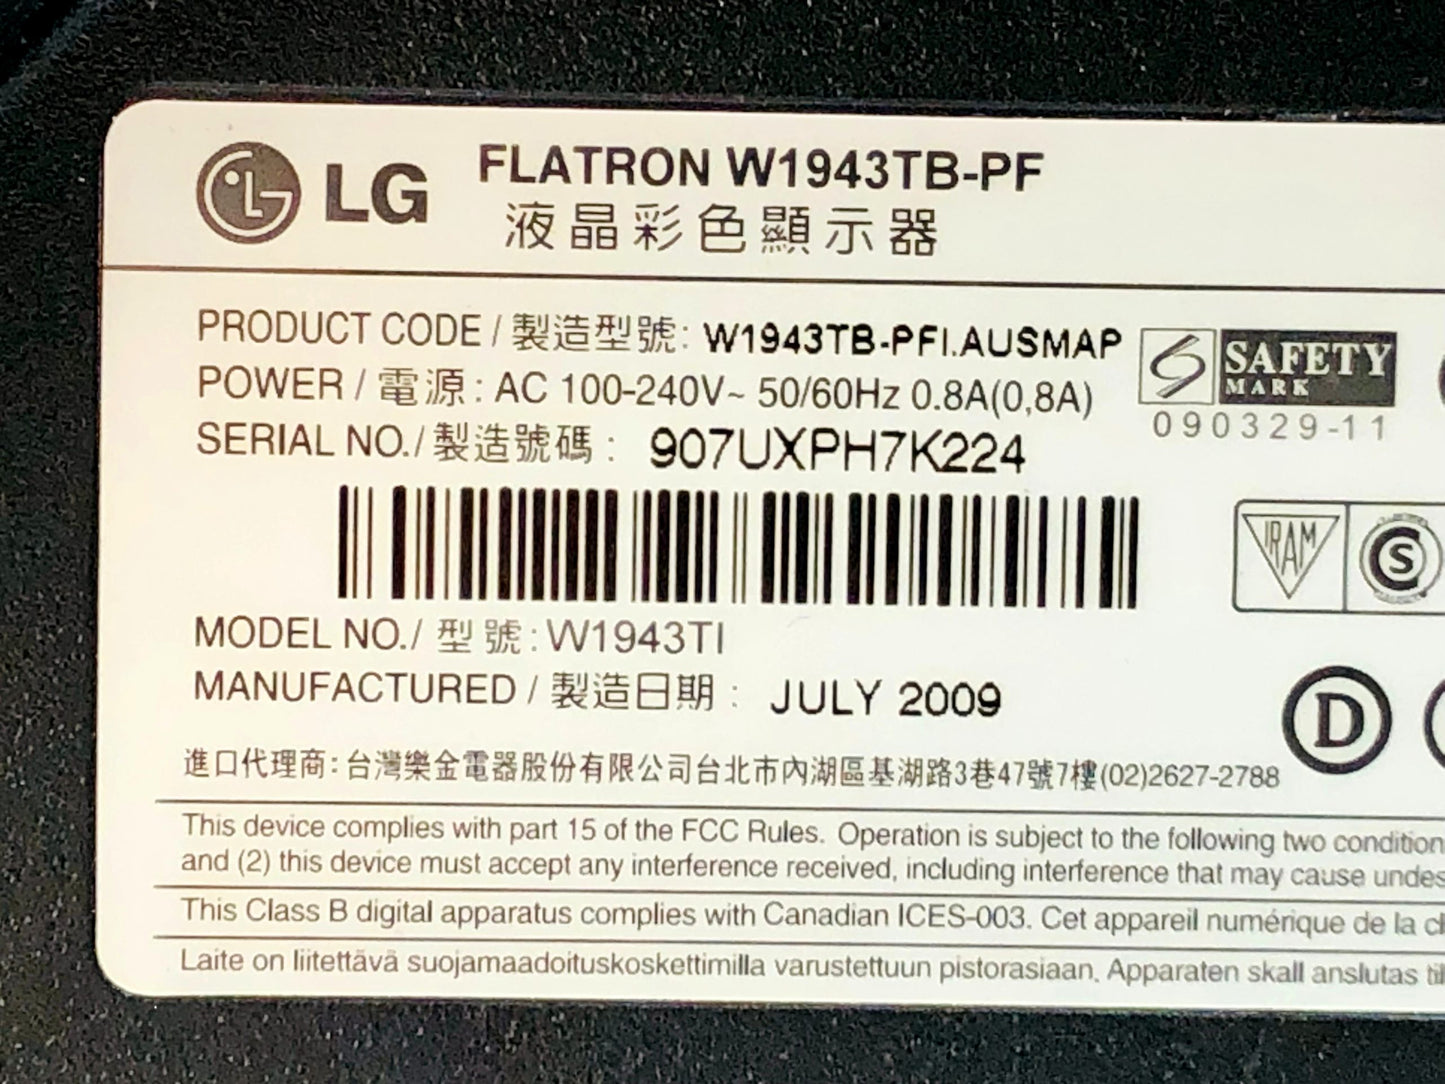 LG FLATRON W1943TB-PF
液晶彩色顯示器
PRODUCT CODE / 製造型號: W1943TB-PFI.AUSMAP
POWER / 電源: AC 100-240V~ 50/60Hz 0.8A(0,8A)
SAFETY
MARK
090329-11
SERIAL NO./ 製造號碼: 907UXPH7K224
IRAM
S
MODEL NO./ 型號: W1943TI
MANUFACTURED / 製造日期: JULY 2009
D
進口代理商: 台灣樂金電器股份有限公司台北市內湖區基湖路3巷47號7樓(02)2627-2788
This device complies with part 15 of the FCC Rules. Operation is subject to the following two condition
and (2) this device must accept any interference received, including interference that may cause undes
This Class B digital apparatus complies with Canadian ICES-003. Cet appareil numérique de la cl
Laite on liitettävä suojamaadoituskoskettimilla varustettuun pistorasiaan. Apparaten skall anslutas til